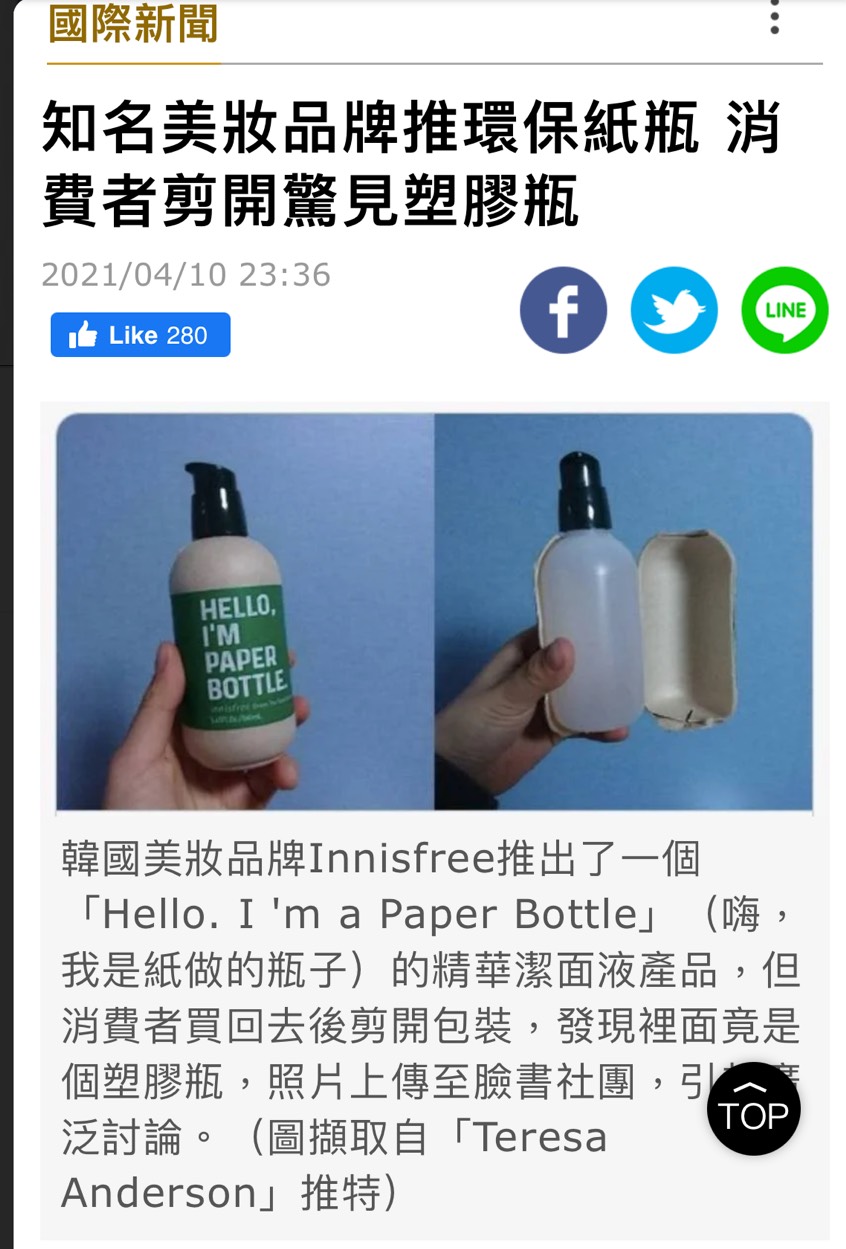 國際新聞
知名美妝品牌推環保紙瓶 消
費者剪開驚見塑膠瓶
2021/04/10 23:36
Like 280
LINE
HELLO,
I'M
PAPER
BOTTLE.
韓國美妝品牌Innisfree推出了一個
「Hello. I 'm a Paper Bottle」（嗨，
我是紙做的瓶子）的精華潔面液產品，但
消費者買回去後剪開包裝，發現裡面竟是
個塑膠瓶，照片上傳至臉書社團，引
泛討論。（圖擷取自「Teresa
Anderson」推特）
TOP